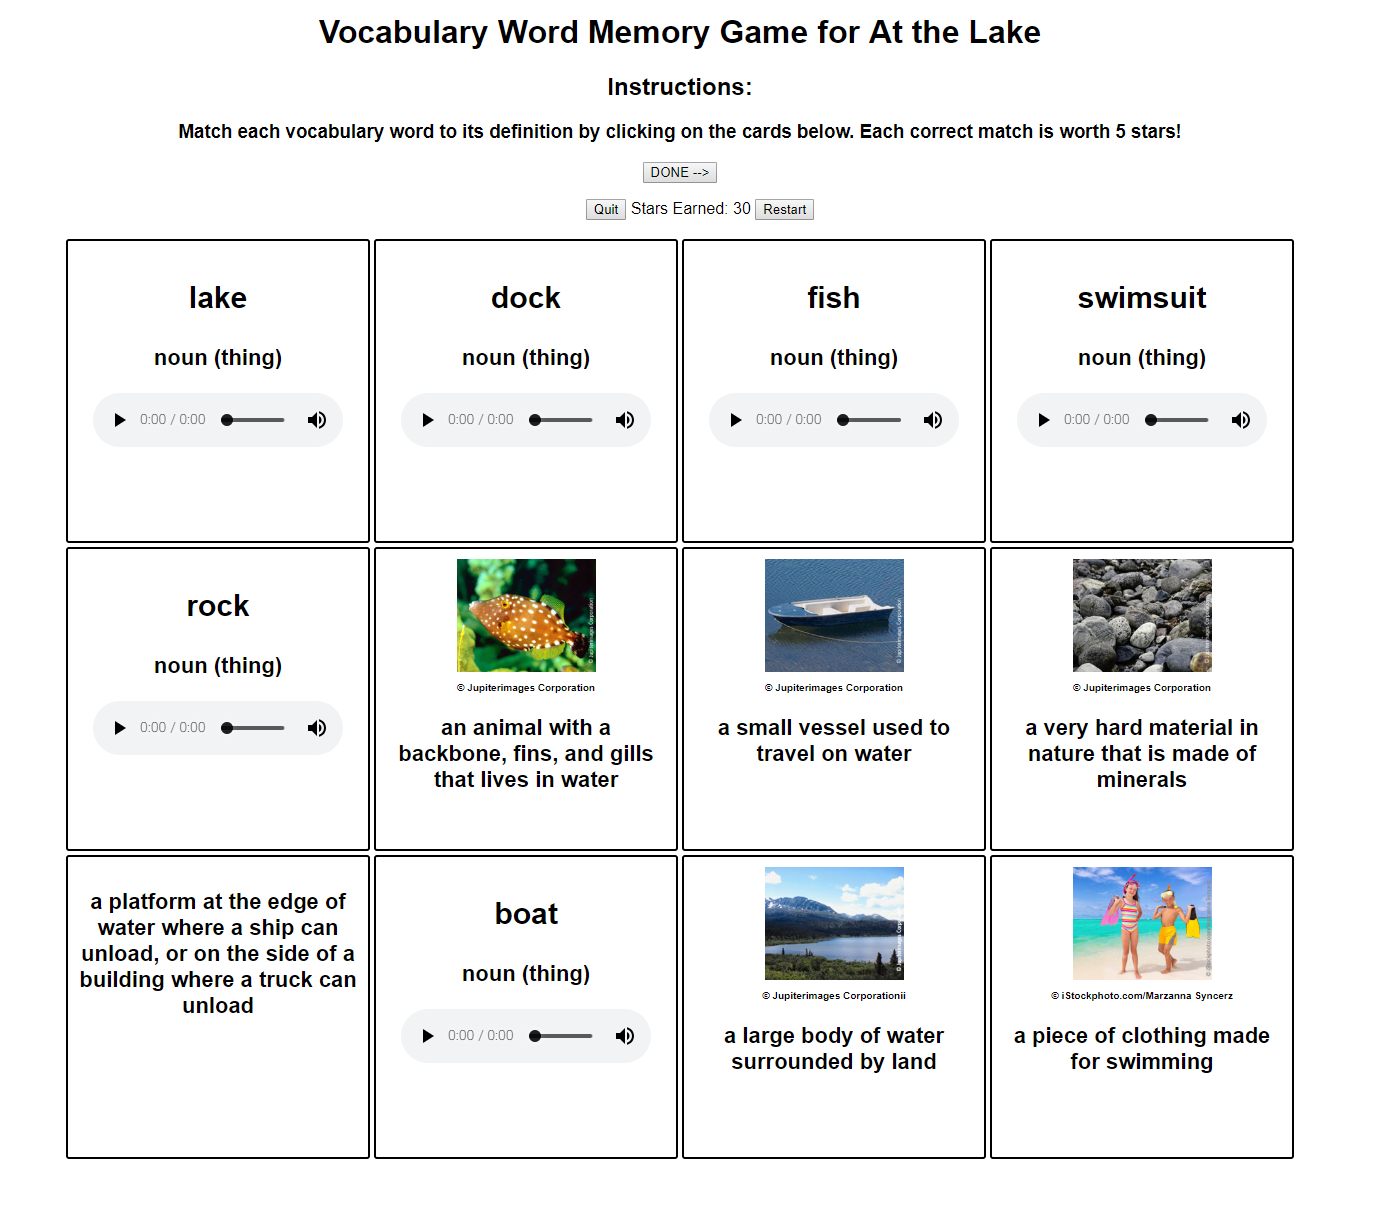 Vocabulary Word Memory Game for At the Lake
Instructions:
Match each vocabulary word to its definition by clicking on the cards below. Each correct match is worth 5 stars!
DONE -->
Quit Stars Earned: 30 Restart
lake
noun (thing)
0:00 / 0:00
dock
noun (thing)
0:00 / 0:00
fish
noun (thing)
0:00 / 0:00
swimsuit
noun (thing)
0:00 / 0:00
rock
noun (thing)
0:00 / 0:00
© Jupiterimages Corporation
© Jupiterimages Corporation
an animal with a
backbone, fins, and gills
that lives in water
© Jupiterimages Corporation
© Jupiterimages Corporation
a small vessel used to
travel on water
© Jupiterimages Corporation
a very hard material in
nature that is made of
minerals
a platform at the edge of
water where a ship can
unload, or on the side of a
building where a truck can
unload
boat
noun (thing)
0:00 / 0:00
© Jupiterimages Corporationii
a large body of water
surrounded by land
© iStockphoto.com/Marzanna Syncerz
a piece of clothing made
for swimming